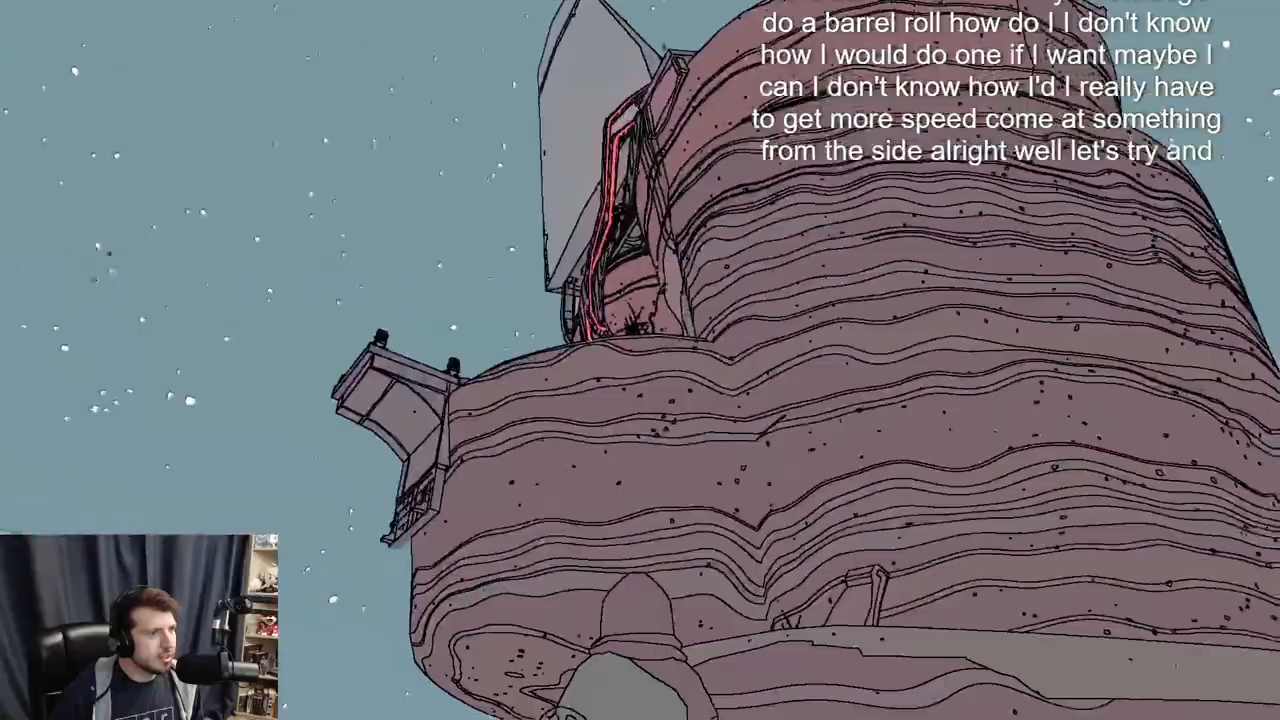 do a barrel roll how do I I don't know
how I would do one if I want maybe I
can I don't know how I'd I really have
to get more speed come at something
from the side alright well let's try and